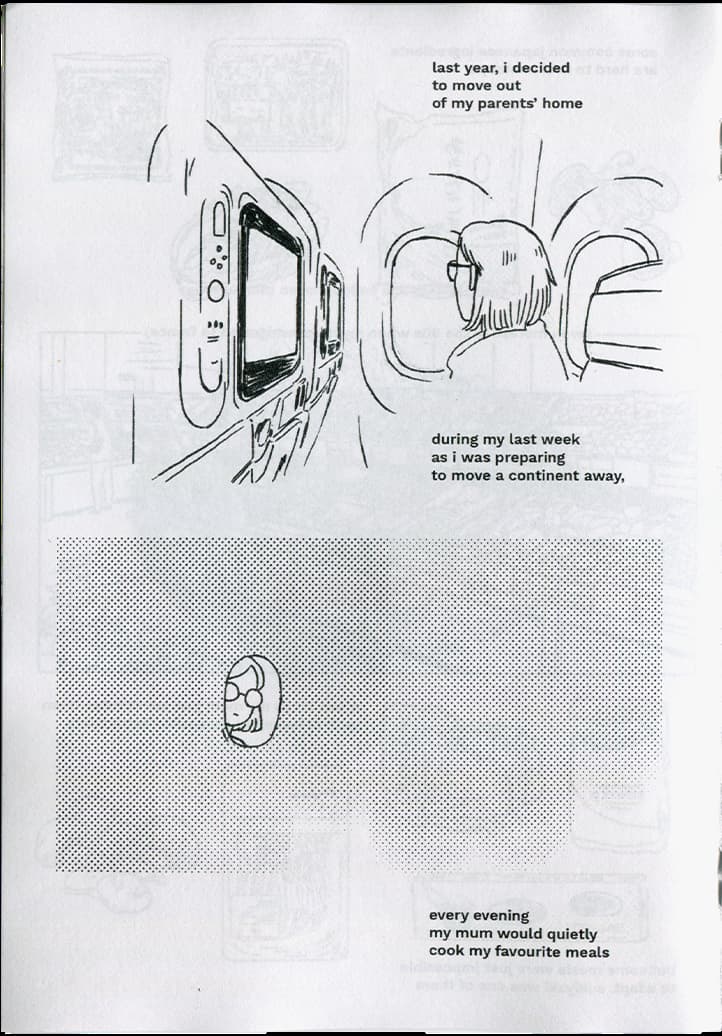 last year, i decided
to move out
of my parents' home
during my last week
as i was preparing
to move a continent away,
every evening
my mum would quietly
cook my favourite meals